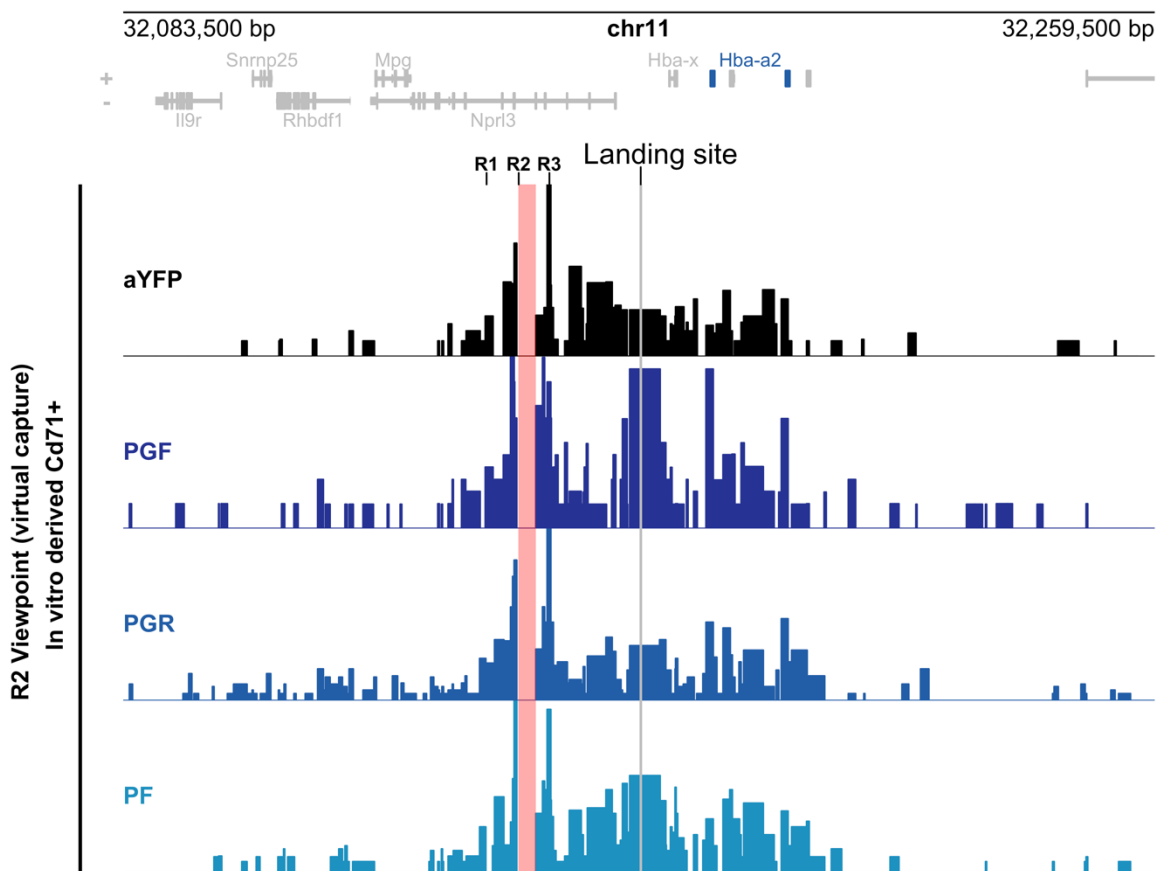 32,083,500 bp chr11 32,259,500 bp
Snrnp25 Mpg Hba-x Hba-a2
+
-
Il9r Rhbdf1 Nprl3
R1 R2 R3 Landing site
aYFP
PGF
PGR
PF
R2 Viewpoint (virtual capture)
In vitro derived Cd71+